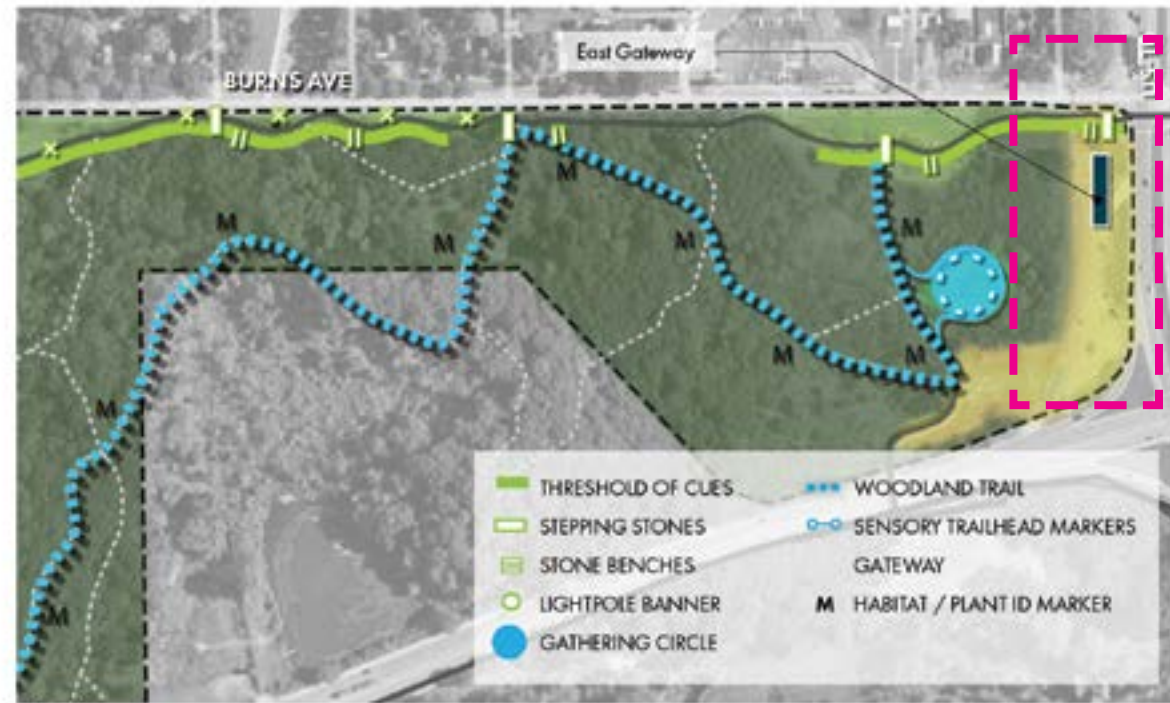 East Gateway
BURNS AVE
M
M
M
M
M
M
M
M
M
THRESHOLD OF CUES
STEPPING STONES
STONE BENCHES
LIGHTPOLE BANNER
GATHERING CIRCLE
WOODLAND TRAIL
SENSORY TRAILHEAD MARKERS
GATEWAY
M HABITAT / PLANT ID MARKER